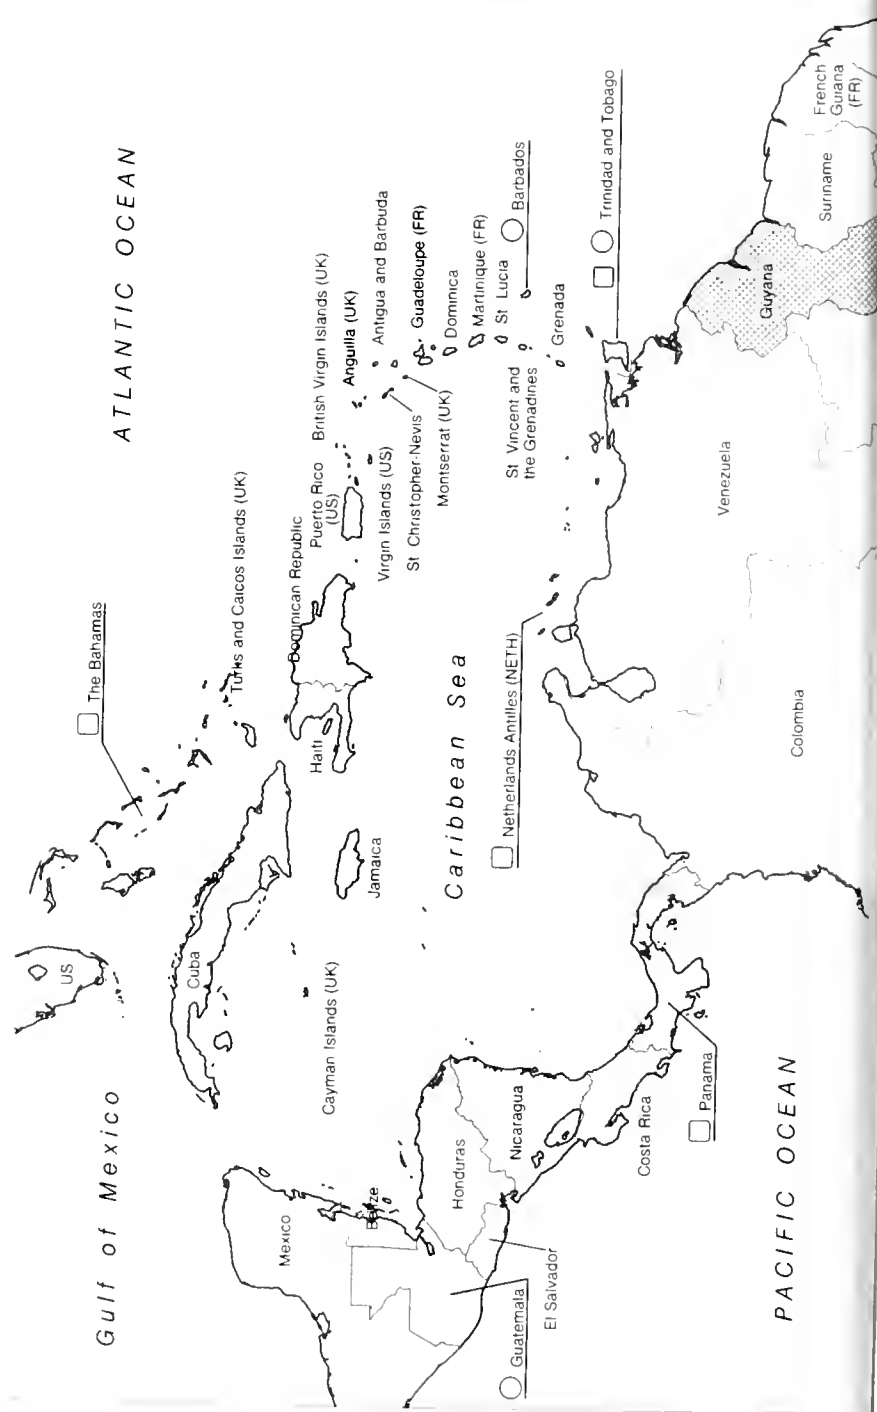 Gulf of Mexico
US
The Bahamas
ATLANTIC OCEAN
Mexico
Cuba
Turks and Caicos Islands (UK)
Belize
Cayman Islands (UK)
Jamaica
Haiti
Dominican Republic
Puerto Rico
(US)
British Virgin Islands (UK)
Virgin Islands (US)
Anguilla (UK)
St Christopher-Nevis
Antigua and Barbuda
Montserrat (UK)
Guadeloupe (FR)
Dominica
Martinique (FR)
St Lucia
Barbados
St Vincent and
the Grenadines
Grenada
Trinidad and Tobago
Caribbean Sea
Netherlands Antilles (NETH)
Guatemala
El Salvador
Honduras
Nicaragua
Costa Rica
Panama
PACIFIC OCEAN
Colombia
Venezuela
Guyana
Suriname
French
Guiana
(FR)